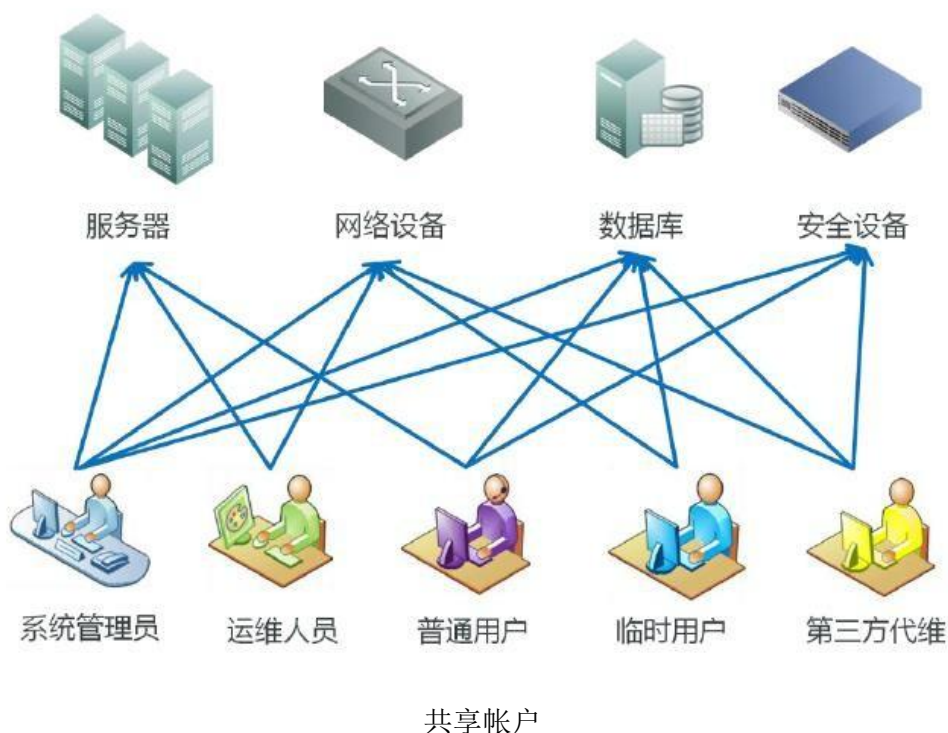 服务器 网络设备 数据库 安全设备
系统管理员 运维人员 普通用户 临时用户 第三方代维
共享帐户